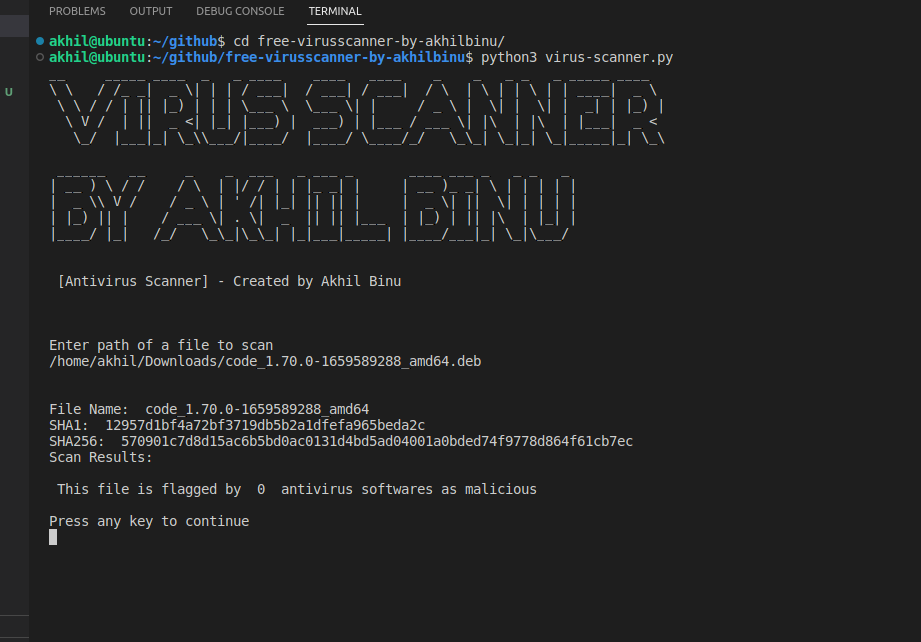 PROBLEMS OUTPUT DEBUG CONSOLE TERMINAL
akhil@ubuntu:~/github$ cd free-virusscanner-by-akhilbinu/
akhil@ubuntu:~/github/free-virusscanner-by-akhilbinu$ python3 virus-scanner.py
U
VIRUS SCANNER
BY AKHIL BINU
[Antivirus Scanner] - Created by Akhil Binu
Enter path of a file to scan
/home/akhil/Downloads/code_1.70.0-1659589288_amd64.deb
File Name: code_1.70.0-1659589288_amd64
SHA1: 12957d1bf4a72bf3719db5b2a1dfefa965beda2c
SHA256: 570901c7d8d15ac6b5bd0ac0131d4bd5ad04001a0bded74f9778d864f61cb7ec
Scan Results:
This file is flagged by 0 antivirus softwares as malicious
Press any key to continue